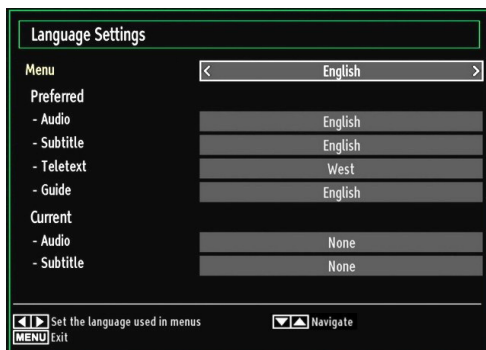 Language Settings
Menu < English >
Preferred
- Audio English
- Subtitle English
- Teletext West
- Guide English
Current
- Audio None
- Subtitle None
Set the language used in menus Navigate
MENU Exit